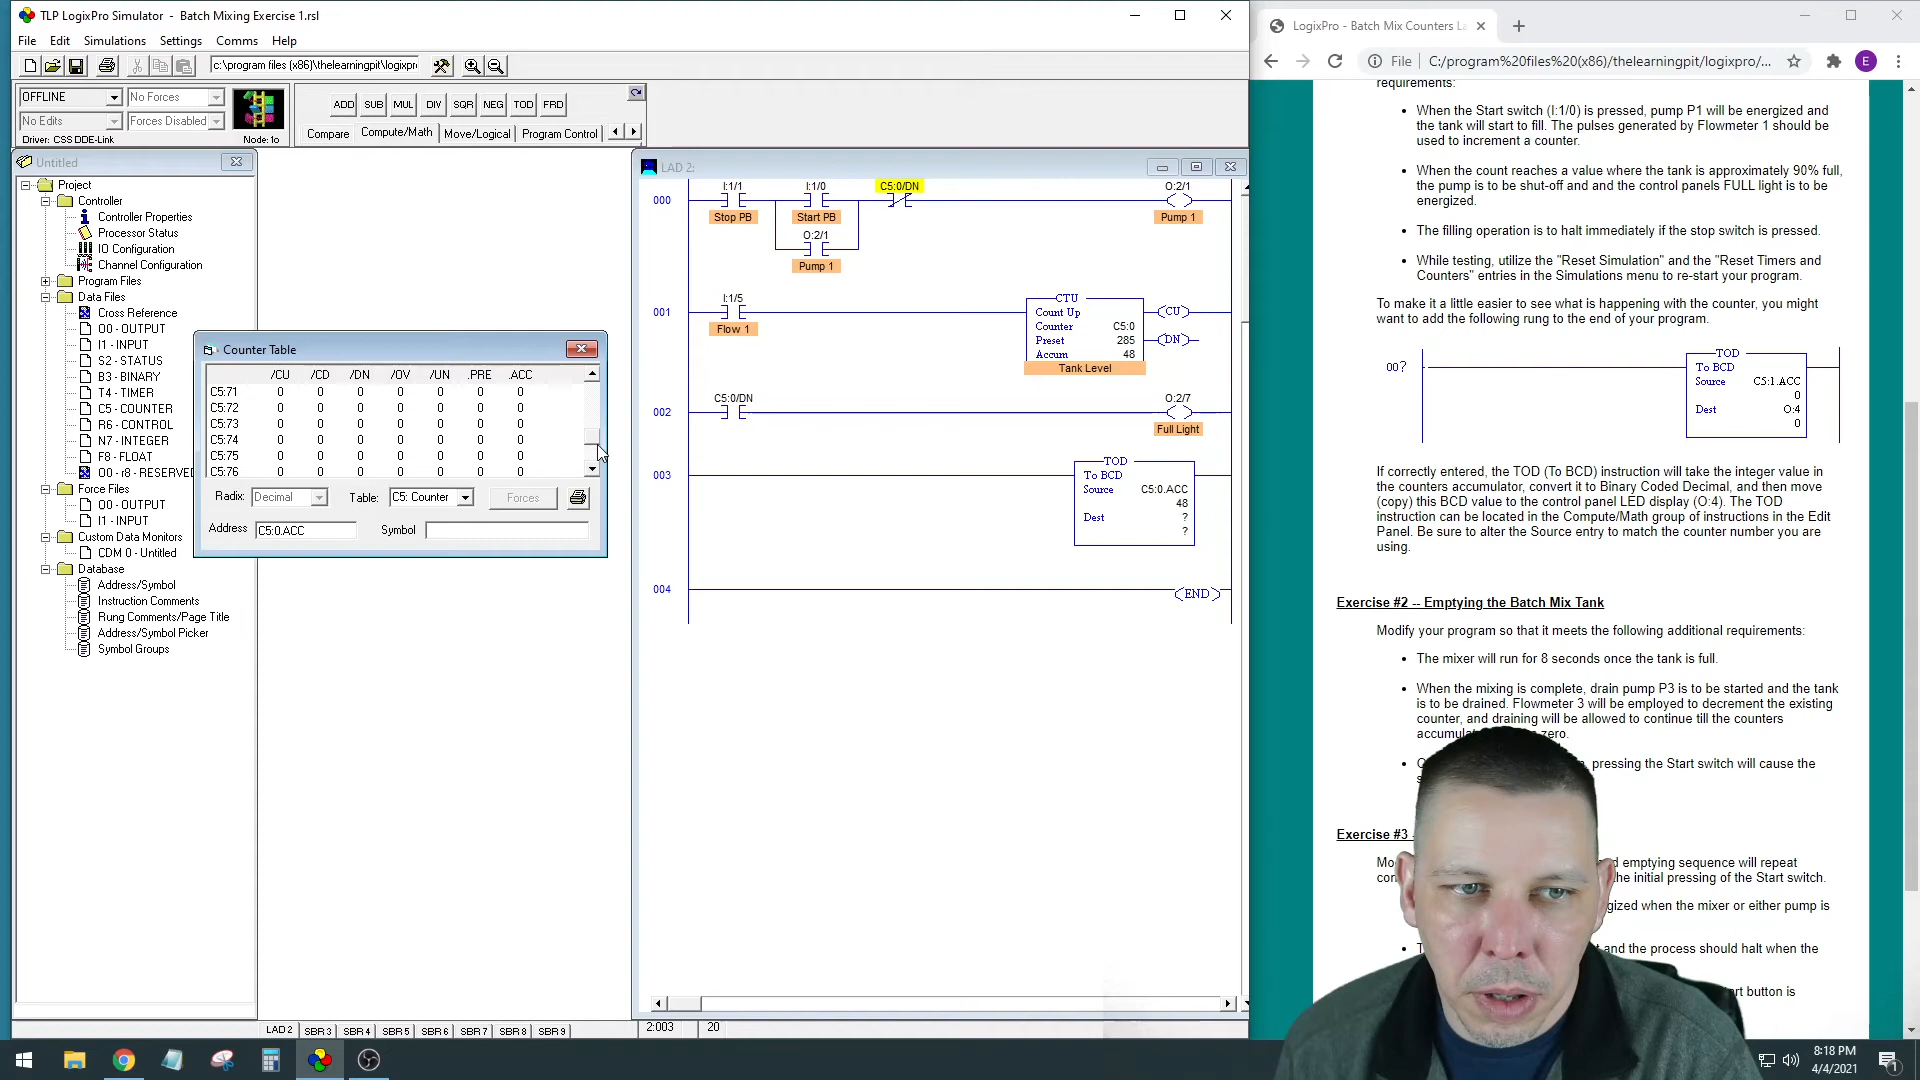 TLP LogixPro Simulator - Batch Mixing Exercise 1.rsl
File Edit Simulations Settings Comms Help
c:\program files (x86)\thelearningpit\logixpr
OFFLINE No Forces
No Edits Forces Disabled
Driver: CSS DDE-Link Node: 1o
ADD SUB MUL DIV SQR NEG TOD FRD
Compare Compute/Math Move/Logical Program Control
Untitled
Project
Controller
Controller Properties
Processor Status
IO Configuration
Channel Configuration
Program Files
Data Files
Cross Reference
O0 - OUTPUT
I1 - INPUT
S2 - STATUS
B3 - BINARY
T4 - TIMER
C5 - COUNTER
R6 - CONTROL
N7 - INTEGER
F8 - FLOAT
O0 - r8 - RESERVED
Force Files
O0 - OUTPUT
I1 - INPUT
Custom Data Monitors
CDM 0 - Untitled
Database
Address/Symbol
Instruction Comments
Rung Comments/Page Title
Address/Symbol Picker
Symbol Groups
Counter Table
/CU /CD /DN /OV /UN .PRE .ACC
C5:71 0 0 0 0 0 0 0
C5:72 0 0 0 0 0 0 0
C5:73 0 0 0 0 0 0 0
C5:74 0 0 0 0 0 0 0
C5:75 0 0 0 0 0 0 0
C5:76 0 0 0 0 0 0 0
Radix: Decimal Table: C5: Counter Forces
Address C5:0.ACC Symbol
LAD 2:
I:1/1 I:1/0 C5:0/DN O:2/1
000
Stop PB Start PB Pump 1
O:2/1
Pump 1
I:1/5 CTU
001 Count Up CU
Flow 1 Counter C5:0
Preset 285 DN
Accum 48
Tank Level
C5:0/DN O:2/7
002
Full Light
TOD
003 To BCD
Source C5:0.ACC
48
Dest ?
?
004 END
LAD 2 SBR 3 SBR 4 SBR 5 SBR 6 SBR 7 SBR 8 SBR 9
2:003 20
LogixPro - Batch Mix Counters La
File C:/program%20files%20(x86)/thelearningpit/logixpro/...
E
requirements:
• When the Start switch (I:1/0) is pressed, pump P1 will be energized and
the tank will start to fill. The pulses generated by Flowmeter 1 should be
used to increment a counter.
• When the count reaches a value where the tank is approximately 90% full,
the pump is to be shut-off and and the control panels FULL light is to be
energized.
• The filling operation is to halt immediately if the stop switch is pressed.
• While testing, utilize the "Reset Simulation" and the "Reset Timers and
Counters" entries in the Simulations menu to re-start your program.
To make it a little easier to see what is happening with the counter, you might
want to add the following rung to the end of your program.
TOD
00? To BCD
Source C5:1.ACC
0
Dest O:4
0
If correctly entered, the TOD (To BCD) instruction will take the integer value in
the counters accumulator, convert it to Binary Coded Decimal, and then move
(copy) this BCD value to the control panel LED display (O:4). The TOD
instruction can be located in the Compute/Math group of instructions in the Edit
Panel. Be sure to alter the Source entry to match the counter number you are
using.
Exercise #2 -- Emptying the Batch Mix Tank
Modify your program so that it meets the following additional requirements:
• The mixer will run for 8 seconds once the tank is full.
• When the mixing is complete, drain pump P3 is to be started and the tank
is to be drained. Flowmeter 3 will be employed to decrement the existing
counter, and draining will be allowed to continue till the counters
accumula zero.
pressing the Start switch will cause the
Exercise #3
Mo d emptying sequence will repeat
con the initial pressing of the Start switch.
gized when the mixer or either pump is
and the process should halt when the
rt button is
8:18 PM
4/4/2021
1